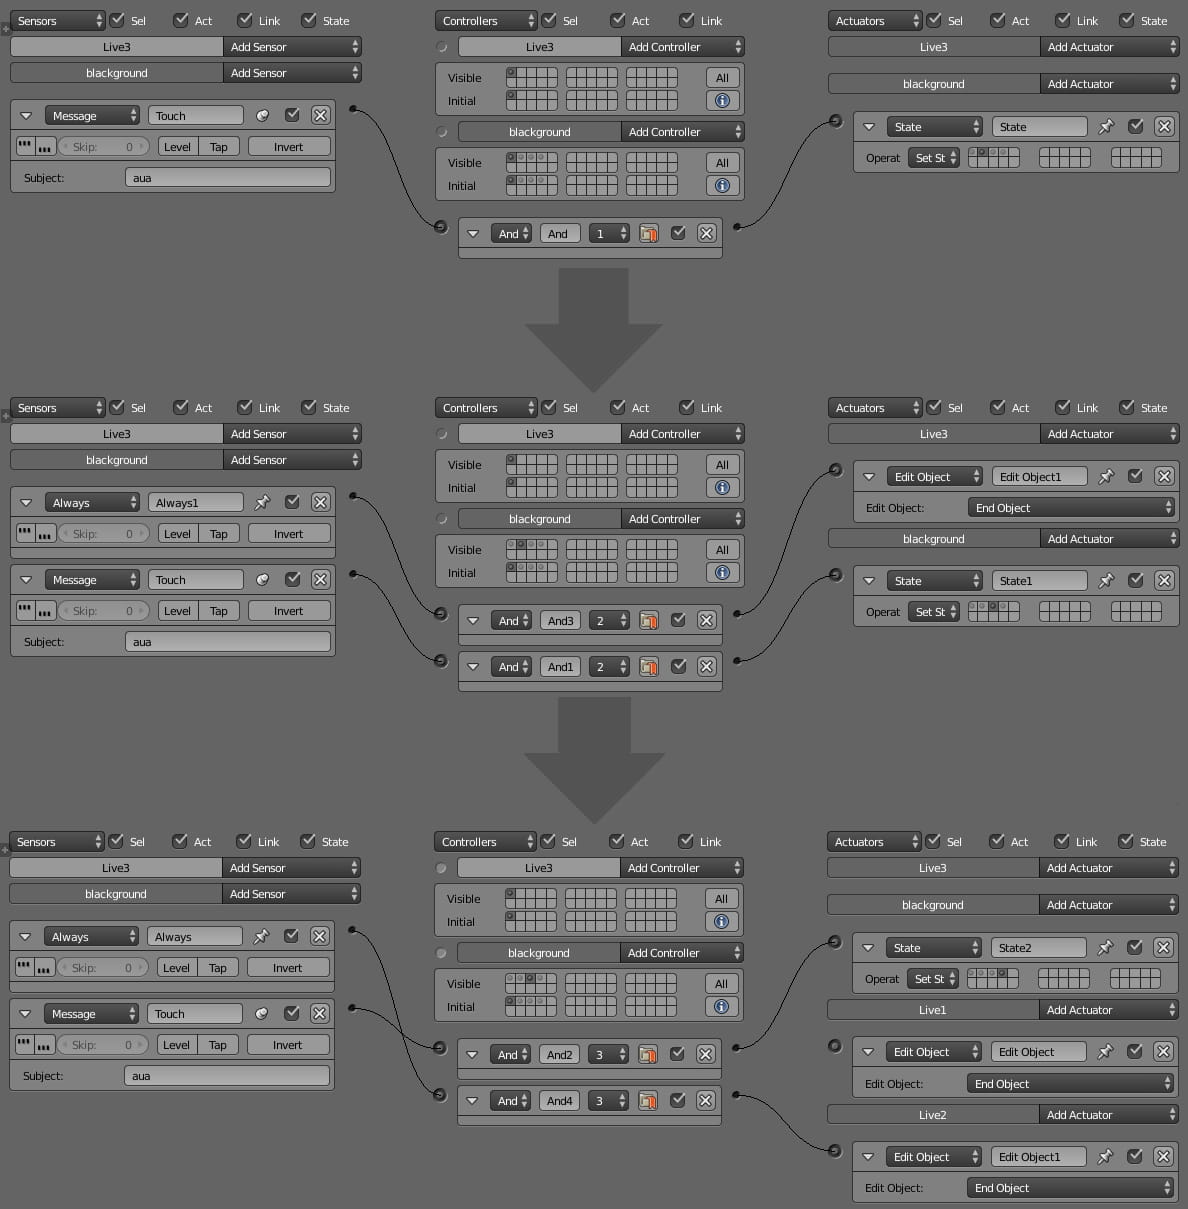 Sensors Sel Act Link State Controllers Sel Act Link Actuators Sel Act Link State
Live3 Add Sensor Live3 Add Controller Live3 Add Actuator
blackground Add Sensor
Visible All
blackground Add Actuator
Initial
Message Touch
blackground Add Controller State State
Skip: 0 Level Tap Invert
Visible All Operat Set St
Subject: aua Initial
And And 1
Sensors Sel Act Link State Controllers Sel Act Link Actuators Sel Act Link State
Live3 Add Sensor Live3 Add Controller Live3 Add Actuator
blackground Add Sensor Visible All
Edit Object Edit Object1
Initial
Always Always1 Edit Object: End Object
Skip: 0 Level Tap Invert blackground Add Controller
blackground Add Actuator
Visible All
Message Touch Initial State State1
Skip: 0 Level Tap Invert Operat Set St
And And3 2
Subject: aua
And And1 2
Sensors Sel Act Link State Controllers Sel Act Link Actuators Sel Act Link State
Live3 Add Sensor Live3 Add Controller Live3 Add Actuator
blackground Add Sensor Visible All blackground Add Actuator
Initial
Always Always State State2
blackground Add Controller
Skip: 0 Level Tap Invert Visible All Operat Set St
Initial Live1 Add Actuator
Message Touch
Skip: 0 Level Tap Invert And And2 3 Edit Object Edit Object
Subject: aua Edit Object: End Object
And And4 3
Live2 Add Actuator
Edit Object Edit Object1
Edit Object: End Object